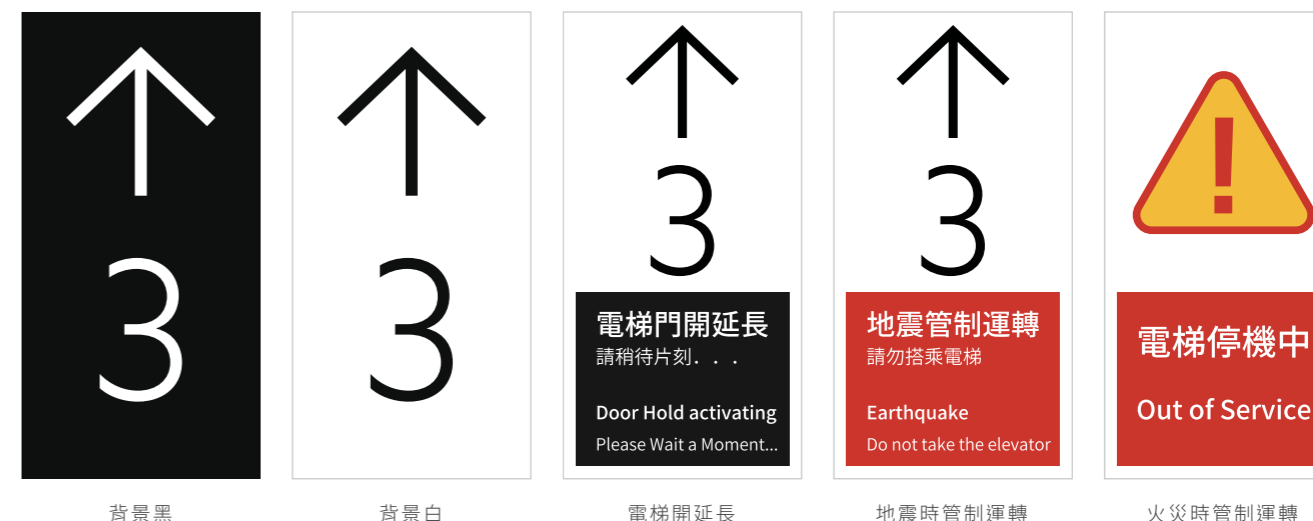 3
3
3
電梯門開延長
請稍待片刻．．．
Door Hold activating
Please Wait a Moment...
3
地震管制運轉
請勿搭乘電梯
Earthquake
Do not take the elevator
!
電梯停機中
Out of Service
背景黑
背景白
電梯開延長
地震時管制運轉
火災時管制運轉